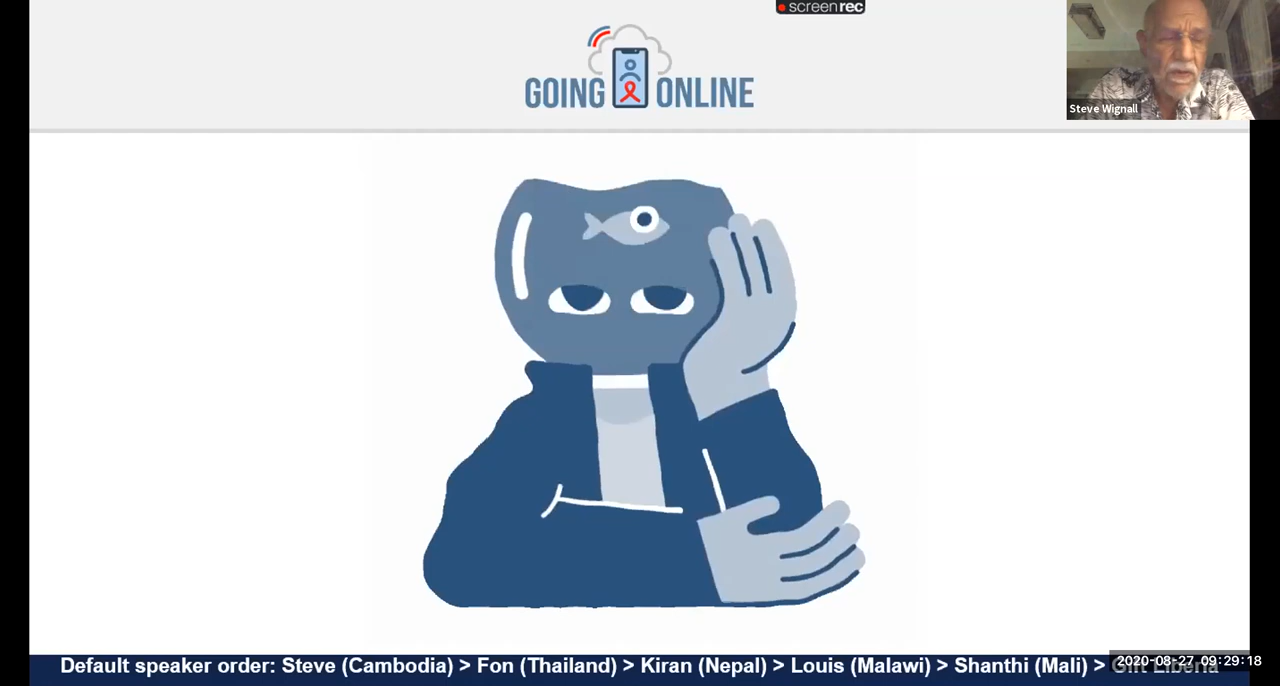 screenrec
GOING ONLINE
Steve Wignall
Default speaker order: Steve (Cambodia) > Fon (Thailand) > Kiran (Nepal) > Louis (Malawi) > Shanthi (Mali) >
2020-08-27 09:29:18